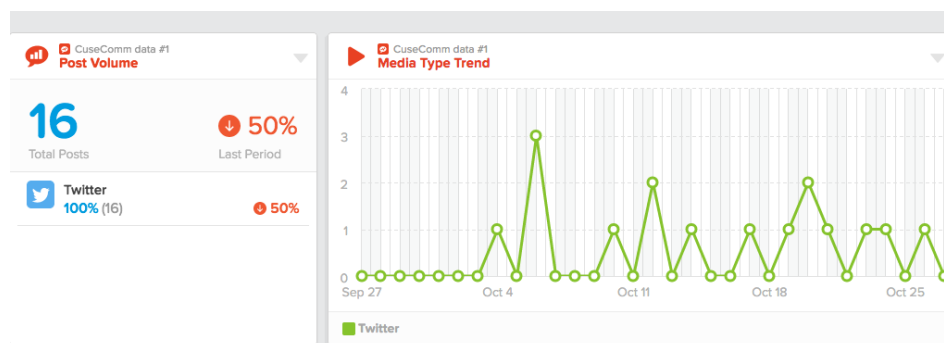 CuseComm data #1
Post Volume
16
50%
Total Posts
Last Period
Twitter
100% (16)
50%
CuseComm data #1
Media Type Trend
4
3
2
1
0
Sep 27
Oct 4
Oct 11
Oct 18
Oct 25
Twitter